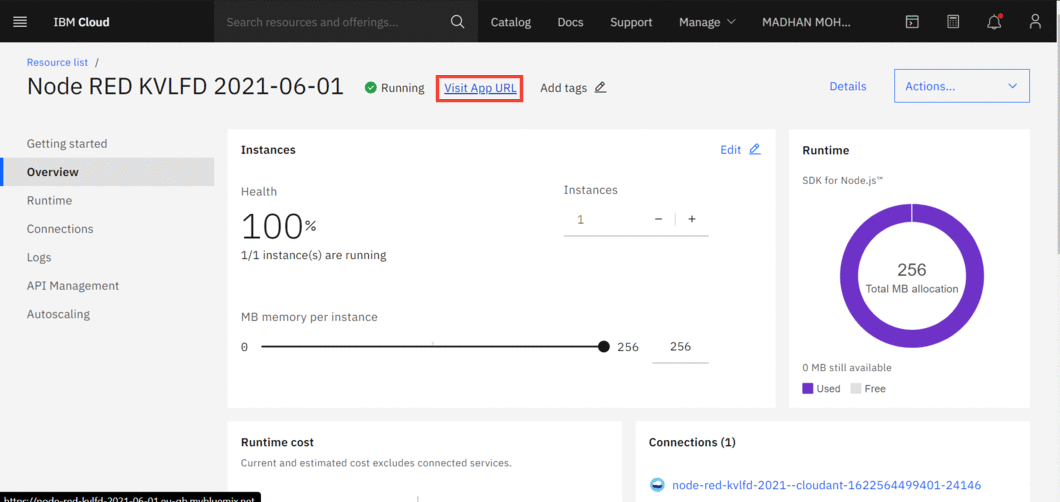 IBM Cloud Search resources and offerings... Catalog Docs Support Manage MADHAN MOH...
Resource list /
Node RED KVLFD 2021-06-01 Running Visit App URL Add tags Details Actions...
Getting started
Overview
Runtime
Connections
Logs
API Management
Autoscaling
Instances Edit
Health
100%
1/1 instance(s) are running
Instances
1 − +
MB memory per instance
0 256 256
Runtime
SDK for Node.js™
256
Total MB allocation
0 MB still available
Used Free
Runtime cost
Current and estimated cost excludes connected services.
Connections (1)
node-red-kvlfd-2021--cloudant-1622564499401-24146
https://node-red-kvlfd-2021-06-01.eu-gb.mybluemix.net